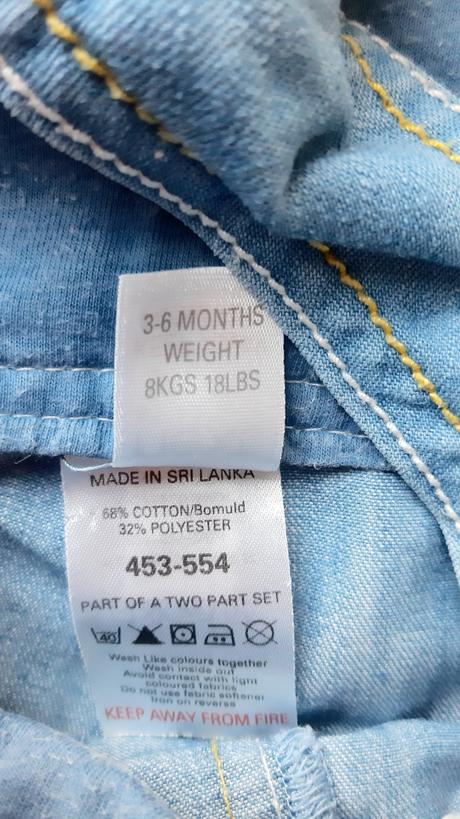 3-6 MONTHS
WEIGHT
8KGS 18LBS
MADE IN SRI LANKA
68% COTTON/Bomuld
32% POLYESTER
453-554
PART OF A TWO PART SET
40
Wash Like colours together
Wash inside out
Avoid contact with light
coloured fabrics
Do not use fabric softener
Iron on reverse
KEEP AWAY FROM FIRE